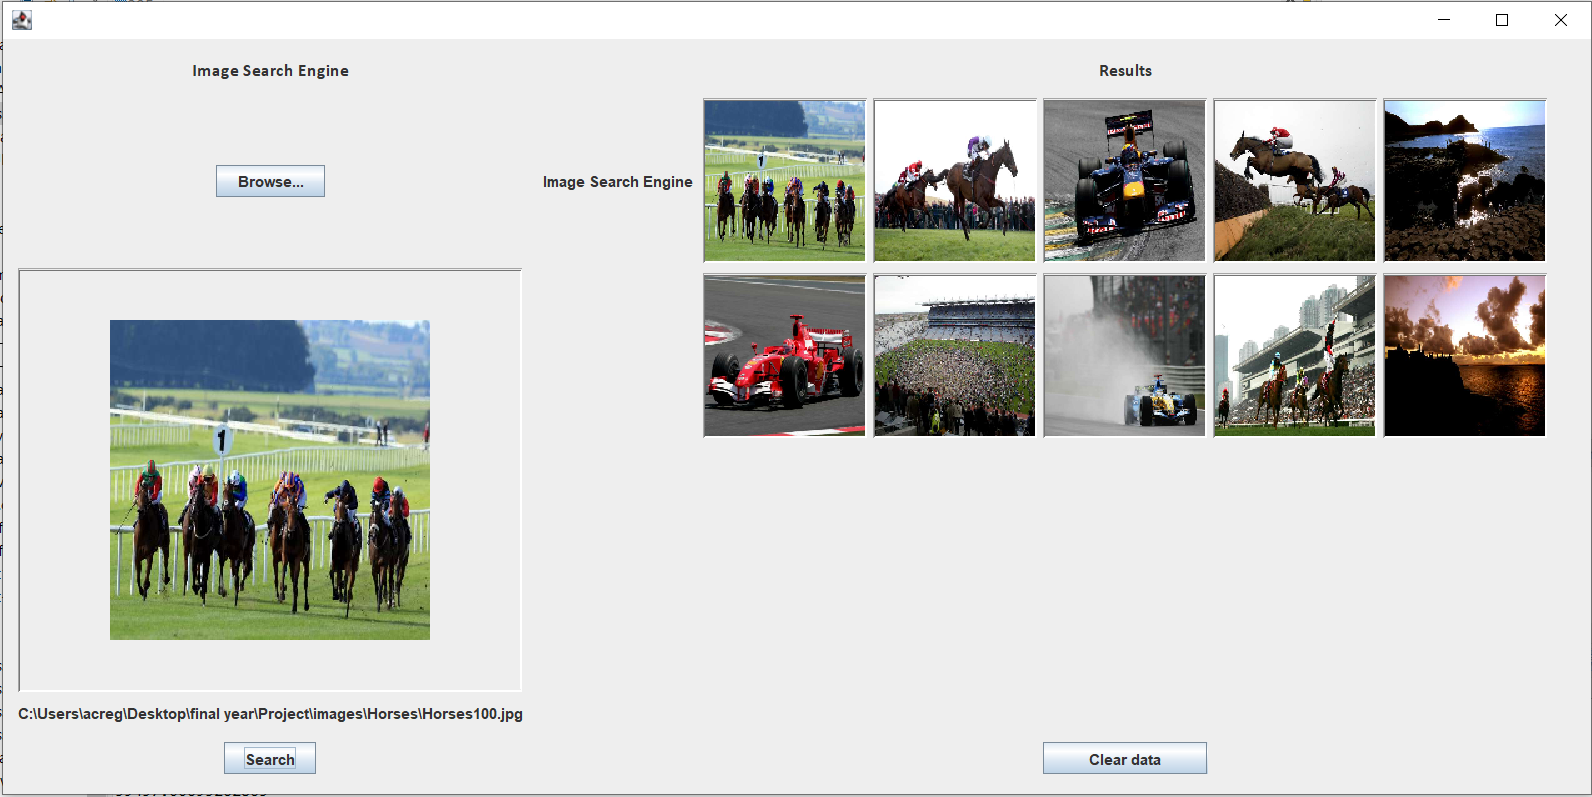 Image Search Engine
Results
Browse...
Image Search Engine
1
C:\Users\acreg\Desktop\final year\Project\images\Horses\Horses100.jpg
Search
Clear data